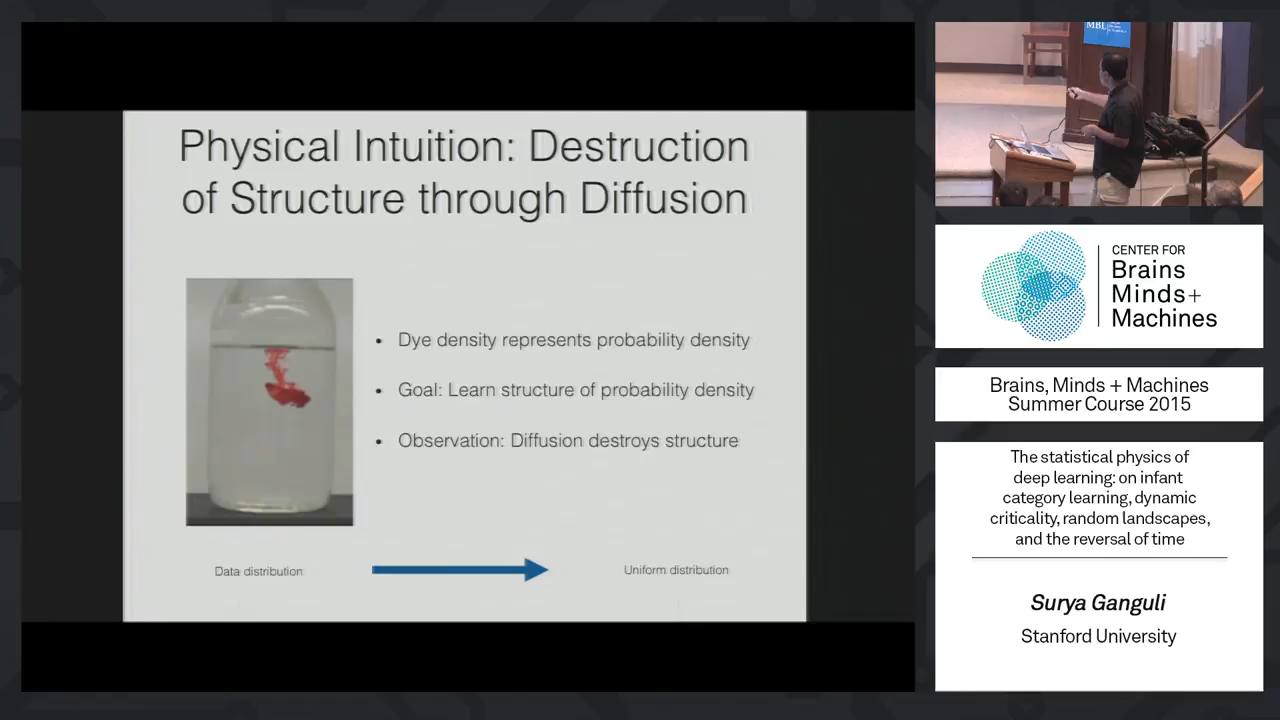 Physical Intuition: Destruction
of Structure through Diffusion
• Dye density represents probability density
• Goal: Learn structure of probability density
• Observation: Diffusion destroys structure
Data distribution
Uniform distribution
MBL
CENTER FOR
Brains
Minds+
Machines
Brains, Minds + Machines
Summer Course 2015
The statistical physics of
deep learning: on infant
category learning, dynamic
criticality, random landscapes,
and the reversal of time
Surya Ganguli
Stanford University